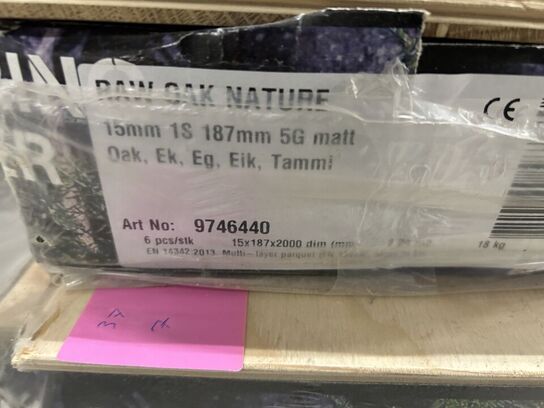 RAW OAK NATURE
15mm 1S 187mm 5G matt
Oak, Ek, Eg, Eik, Tammi
CE
Art No: 9746440
6 pcs/stk 15x187x2000 dim (mm) 18 kg
EN 14342:2013. Multi-layer parquet